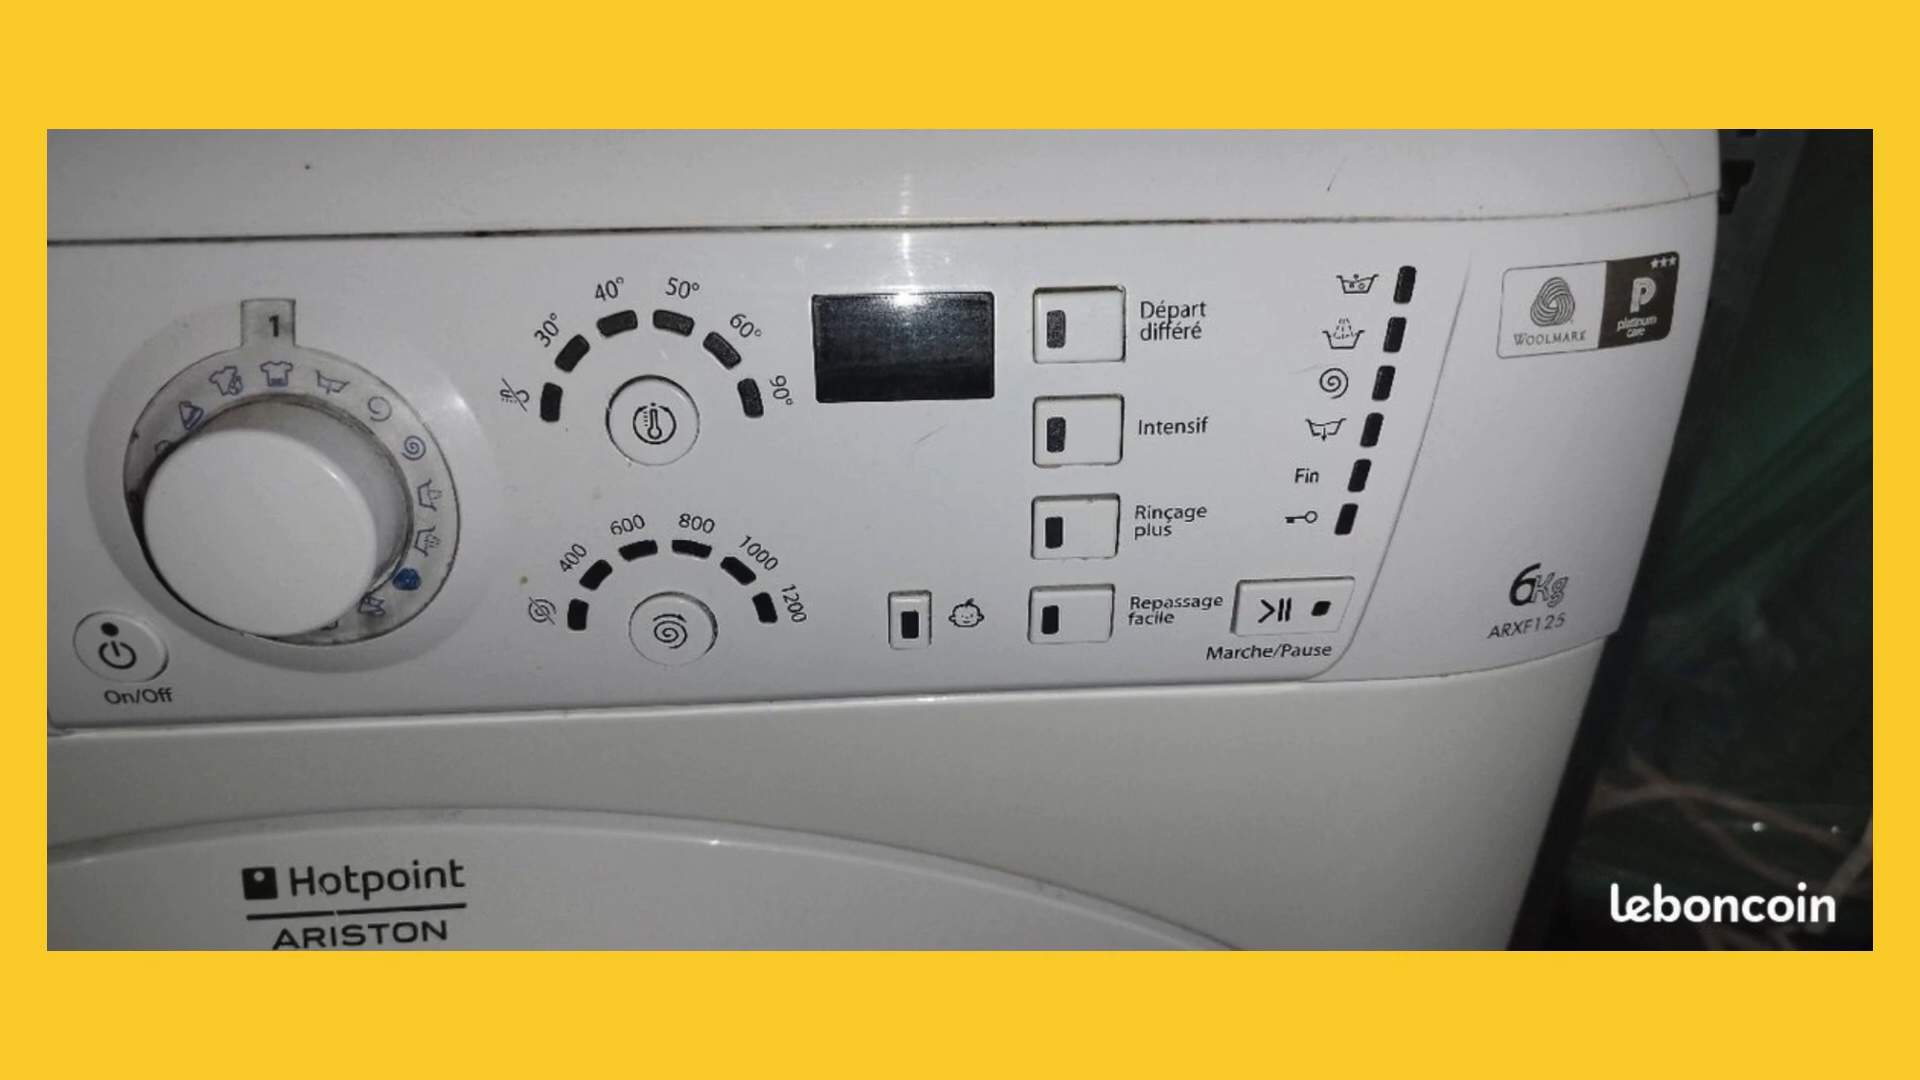 1
40°
50°
30°
60°
90°
Départ
différé
Intensif
Rinçage
plus
Repassage
facile
Fin
600
800
400
1000
1200
>II
Marche/Pause
On/Off
WOOLMARK
P
platinum
care
6Kg
ARXF125
Hotpoint
ARISTON
leboncoin